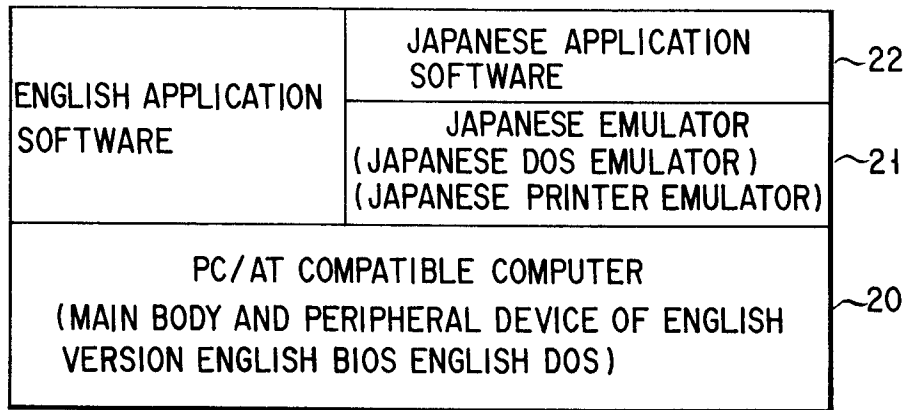 ENGLISH APPLICATION
SOFTWARE
JAPANESE APPLICATION
SOFTWARE
~22
JAPANESE EMULATOR
(JAPANESE DOS EMULATOR)
(JAPANESE PRINTER EMULATOR)
~21
PC/AT COMPATIBLE COMPUTER
(MAIN BODY AND PERIPHERAL DEVICE OF ENGLISH
VERSION ENGLISH BIOS ENGLISH DOS)
~20